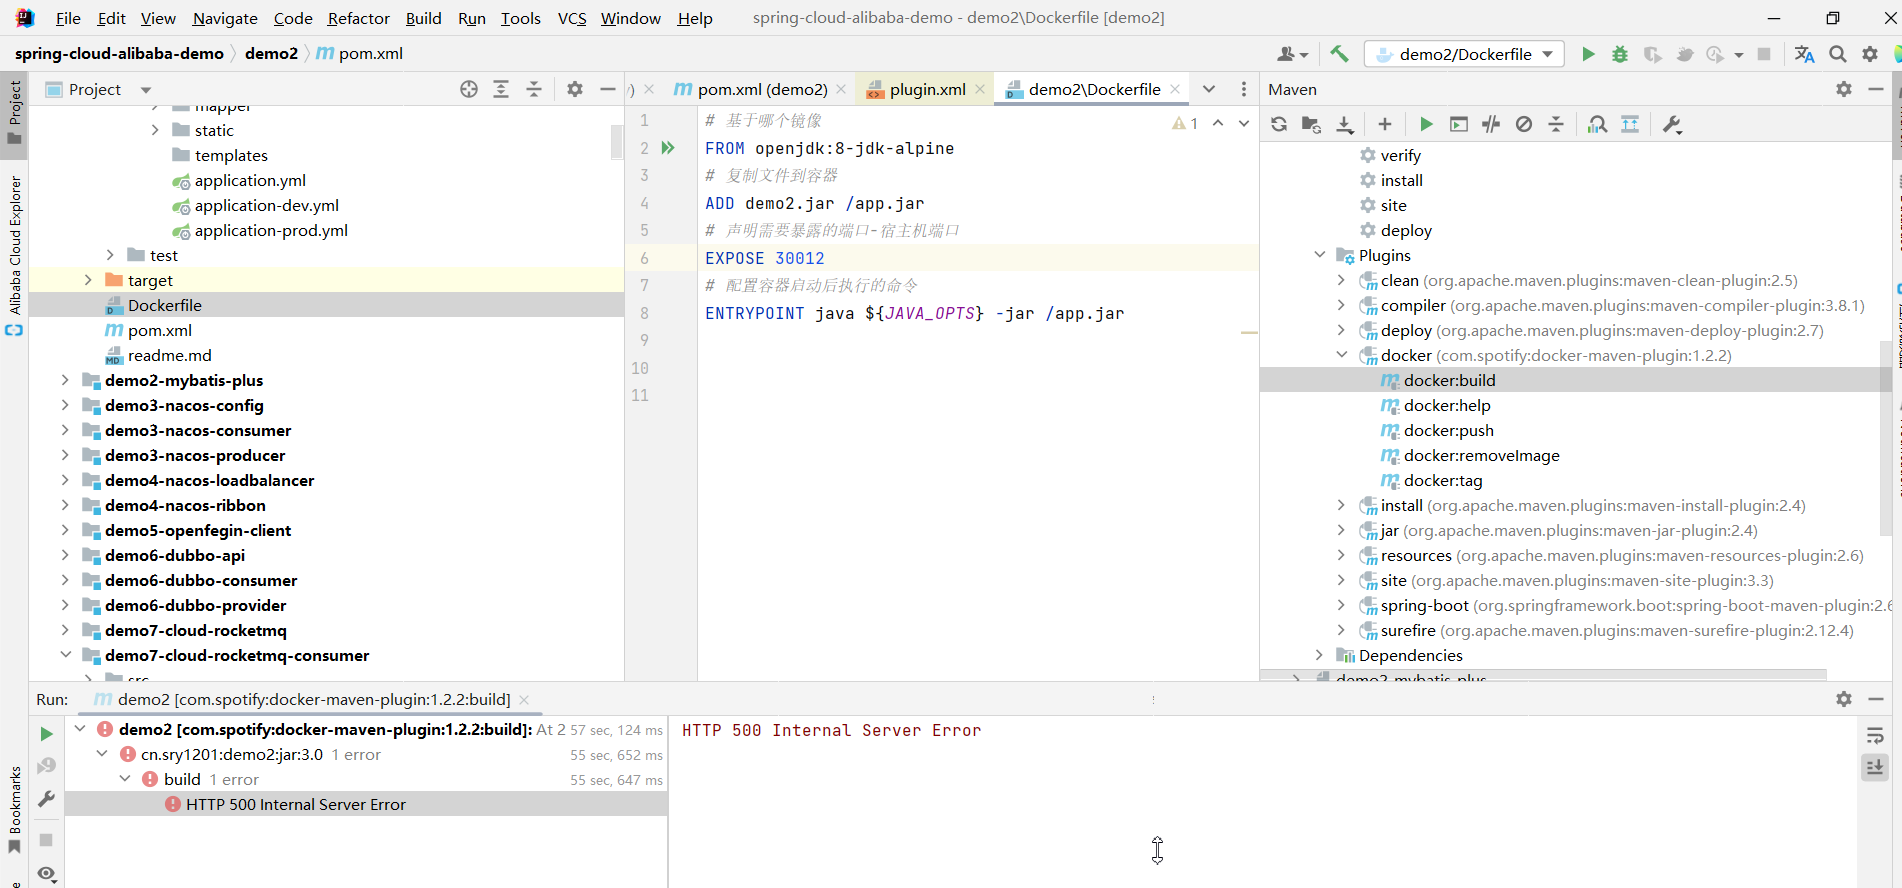 File Edit View Navigate Code Refactor Build Run Tools VCS Window Help spring-cloud-alibaba-demo - demo2\Dockerfile [demo2]
spring-cloud-alibaba-demo demo2 pom.xml
demo2/Dockerfile
Project
Alibaba Cloud Explorer
Bookmarks
Project
mapper
static
templates
application.yml
application-dev.yml
application-prod.yml
test
target
Dockerfile
pom.xml
readme.md
demo2-mybatis-plus
demo3-nacos-config
demo3-nacos-consumer
demo3-nacos-producer
demo4-nacos-loadbalancer
demo4-nacos-ribbon
demo5-openfegin-client
demo6-dubbo-api
demo6-dubbo-consumer
demo6-dubbo-provider
demo7-cloud-rocketmq
demo7-cloud-rocketmq-consumer
src
) pom.xml (demo2) plugin.xml demo2\Dockerfile
1 # 基于哪个镜像
1
2 FROM openjdk:8-jdk-alpine
3 # 复制文件到容器
4 ADD demo2.jar /app.jar
5 # 声明需要暴露的端口-宿主机端口
6 EXPOSE 30012
7 # 配置容器启动后执行的命令
8 ENTRYPOINT java ${JAVA_OPTS} -jar /app.jar
9
10
11
Maven
verify
install
site
deploy
Plugins
clean (org.apache.maven.plugins:maven-clean-plugin:2.5)
compiler (org.apache.maven.plugins:maven-compiler-plugin:3.8.1)
deploy (org.apache.maven.plugins:maven-deploy-plugin:2.7)
docker (com.spotify:docker-maven-plugin:1.2.2)
docker:build
docker:help
docker:push
docker:removeImage
docker:tag
install (org.apache.maven.plugins:maven-install-plugin:2.4)
jar (org.apache.maven.plugins:maven-jar-plugin:2.4)
resources (org.apache.maven.plugins:maven-resources-plugin:2.6)
site (org.apache.maven.plugins:maven-site-plugin:3.3)
spring-boot (org.springframework.boot:spring-boot-maven-plugin:2.6
surefire (org.apache.maven.plugins:maven-surefire-plugin:2.12.4)
Dependencies
demo2-mybatis-plus
Run: demo2 [com.spotify:docker-maven-plugin:1.2.2:build]
demo2 [com.spotify:docker-maven-plugin:1.2.2:build]: At 2 57 sec, 124 ms
cn.sry1201:demo2:jar:3.0 1 error 55 sec, 652 ms
build 1 error 55 sec, 647 ms
HTTP 500 Internal Server Error
HTTP 500 Internal Server Error